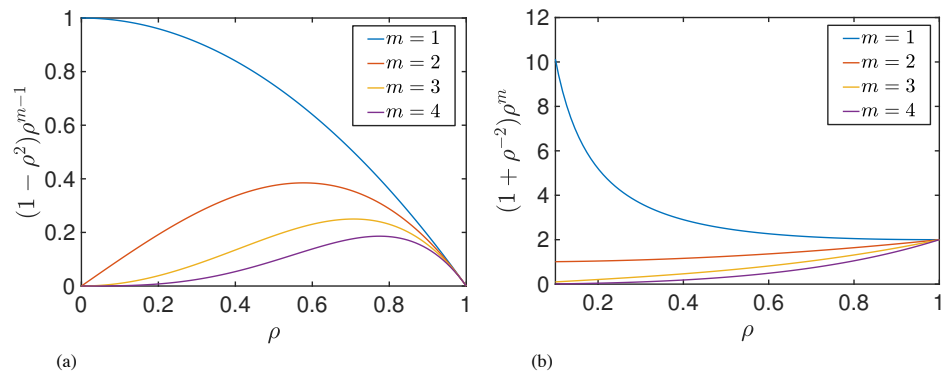 (1 − ρ²)ρᵐ⁻¹
1
0.8
0.6
0.4
0.2
0
0 0.2 0.4 0.6 0.8 1
ρ
m = 1
m = 2
m = 3
m = 4
(a)
(1 + ρ⁻²)ρᵐ
12
10
8
6
4
2
0
0.2 0.4 0.6 0.8 1
ρ
m = 1
m = 2
m = 3
m = 4
(b)